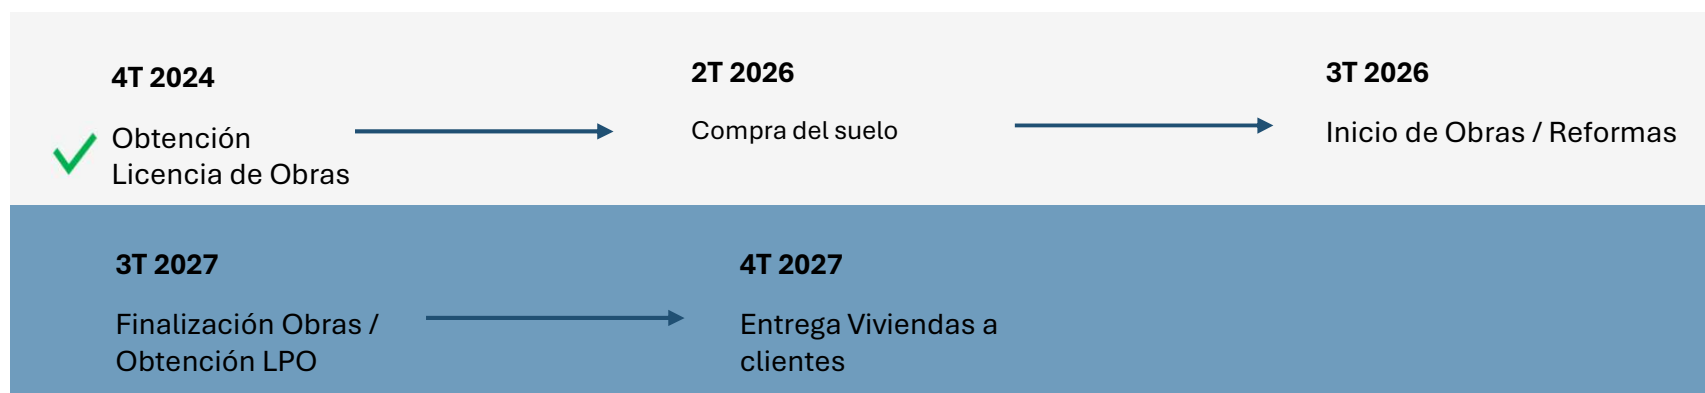 4T 2024
Obtención
Licencia de Obras
2T 2026
Compra del suelo
3T 2026
Inicio de Obras / Reformas
3T 2027
Finalización Obras /
Obtención LPO
4T 2027
Entrega Viviendas a
clientes